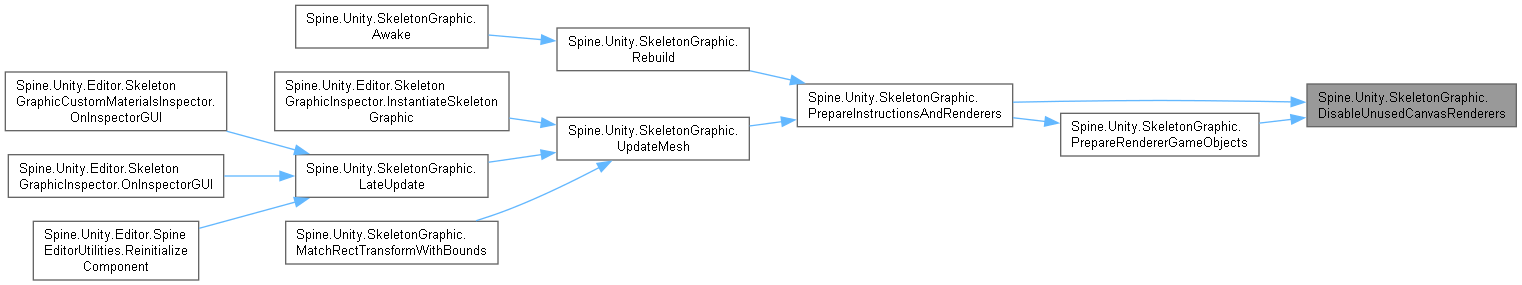 Spine.Unity.SkeletonGraphic.
Awake
Spine.Unity.SkeletonGraphic.
Rebuild
Spine.Unity.Editor.Skeleton
GraphicCustomMaterialsInspector.
OnInspectorGUI
Spine.Unity.Editor.Skeleton
GraphicInspector.InstantiateSkeleton
Graphic
Spine.Unity.SkeletonGraphic.
PrepareInstructionsAndRenderers
Spine.Unity.SkeletonGraphic.
DisableUnusedCanvasRenderers
Spine.Unity.SkeletonGraphic.
UpdateMesh
Spine.Unity.SkeletonGraphic.
PrepareRendererGameObjects
Spine.Unity.Editor.Skeleton
GraphicInspector.OnInspectorGUI
Spine.Unity.SkeletonGraphic.
LateUpdate
Spine.Unity.Editor.Spine
EditorUtilities.Reinitialize
Component
Spine.Unity.SkeletonGraphic.
MatchRectTransformWithBounds